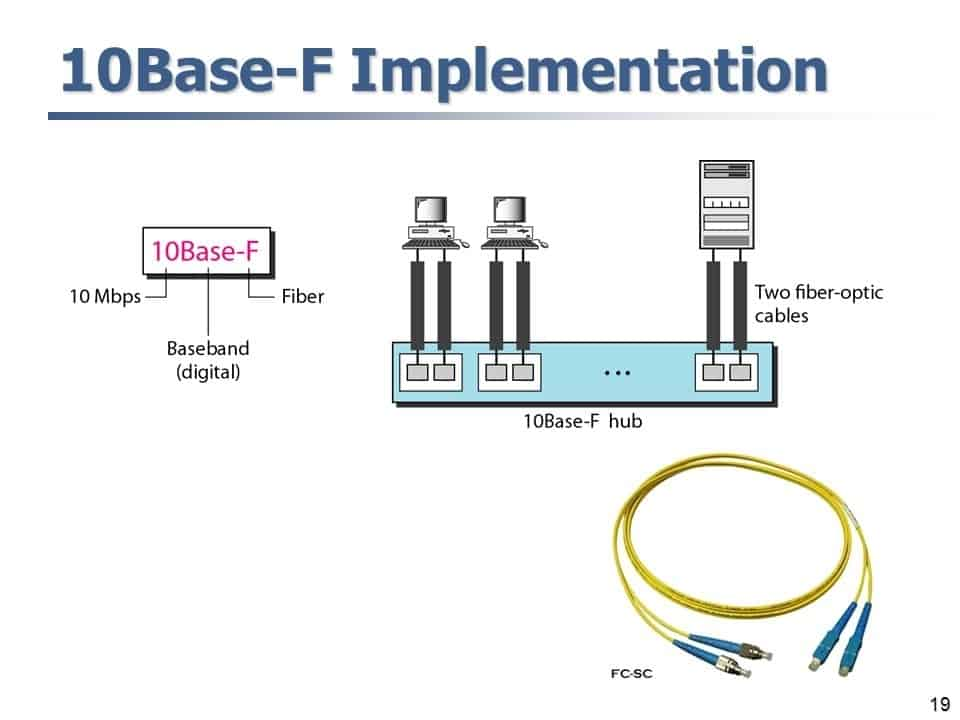 10Base-F Implementation
10Base-F
10 Mbps
Fiber
Baseband
(digital)
Two fiber-optic
cables
...
10Base-F hub
FC-SC
19